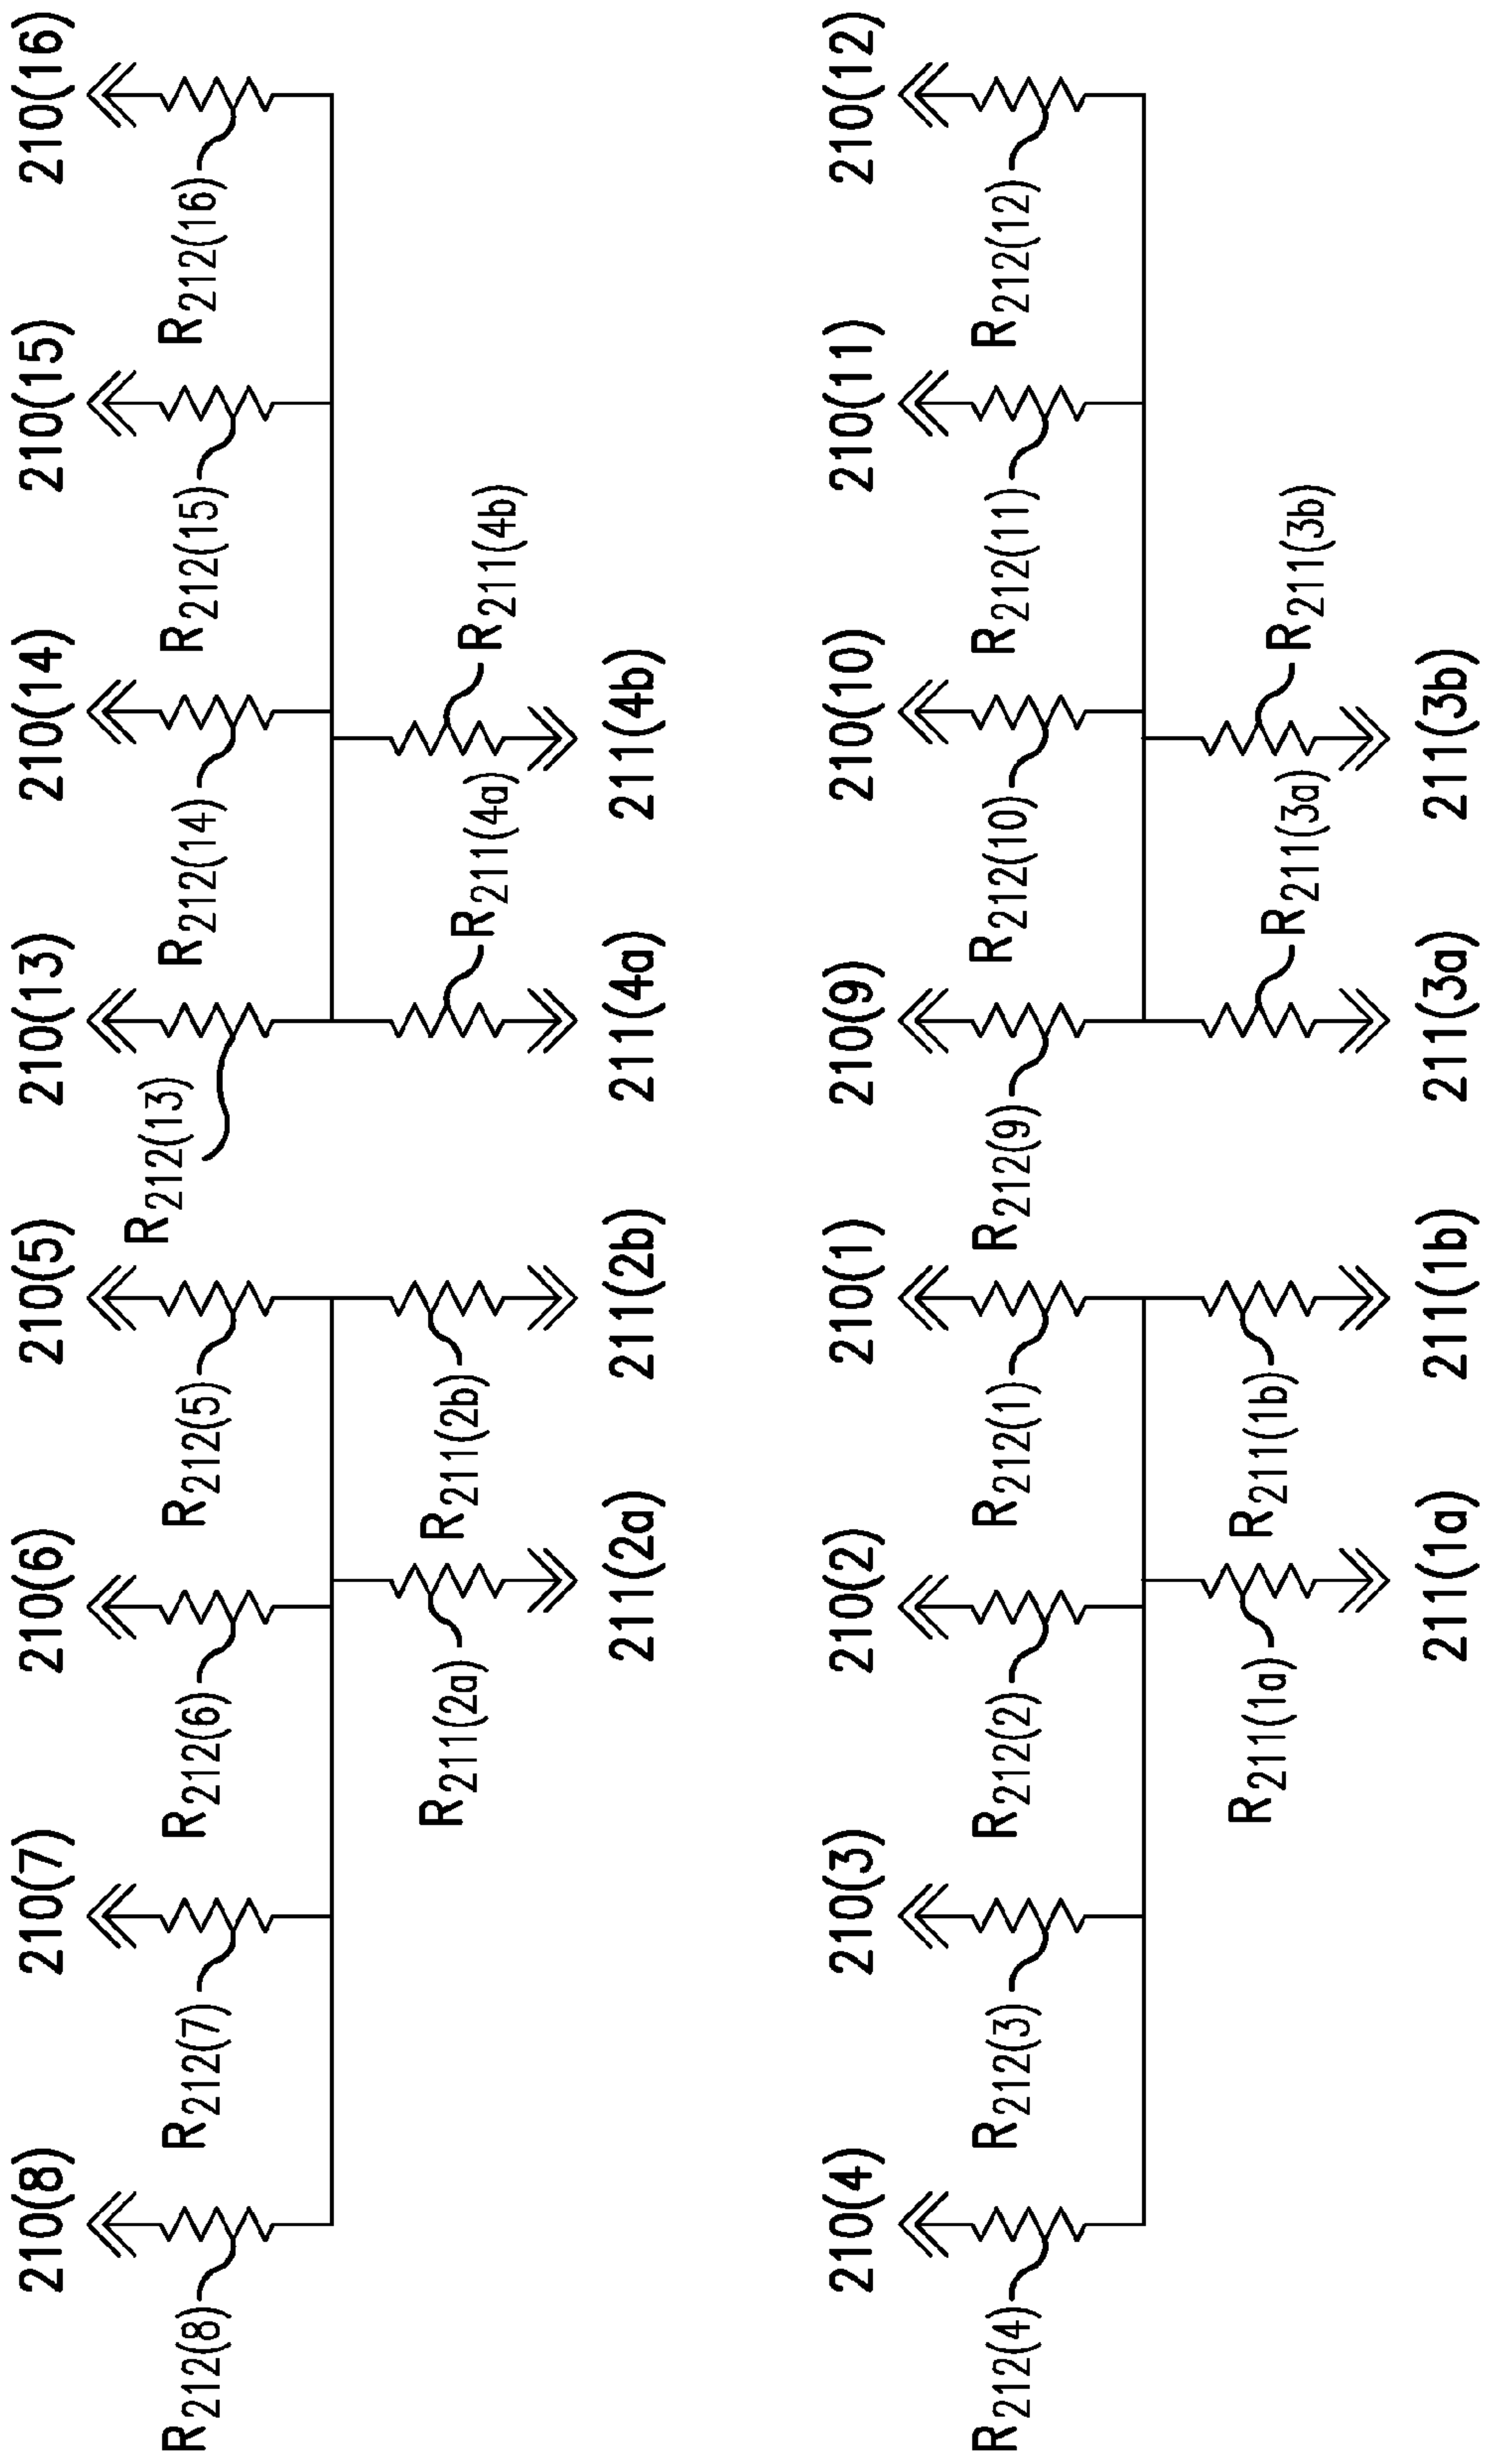 210(8) 210(7) 210(6) 210(5) 210(13) 210(14) 210(15) 210(16)
R212(13)
R212(8) R212(7) R212(6) R212(5) R212(14) R212(15) R212(16)
R211(2a) R211(2b) R211(4a) R211(4b)
211(2a) 211(2b) 211(4a) 211(4b)
210(4) 210(3) 210(2) 210(1) 210(9) 210(10) 210(11) 210(12)
R212(4) R212(3) R212(2) R212(1) R212(9) R212(10) R212(11) R212(12)
R211(1a) R211(1b) R211(3a) R211(3b)
211(1a) 211(1b) 211(3a) 211(3b)